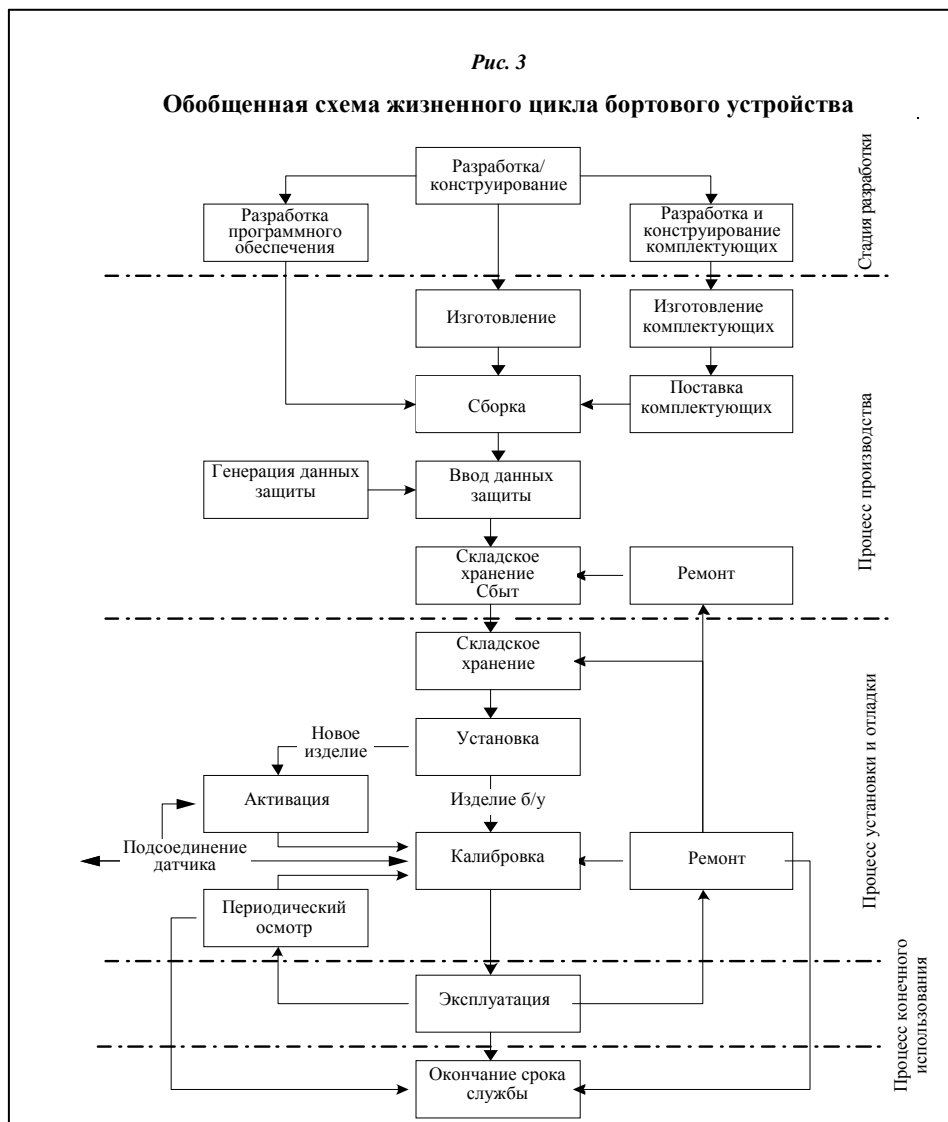 Рис. 3
Обобщенная схема жизненного цикла бортового устройства
Разработка/
конструирование
Разработка
программного
обеспечения
Разработка и
конструирование
комплектующих
Стадия разработки
Изготовление
Изготовление
комплектующих
Сборка
Поставка
комплектующих
Генерация данных
защиты
Ввод данных
защиты
Складское
хранение
Сбыт
Ремонт
Процесс производства
Складское
хранение
Новое
изделие
Установка
Активация
Изделие б/у
Подсоединение
датчика
Калибровка
Ремонт
Периодический
осмотр
Процесс установки и отладки
Эксплуатация
Окончание срока
службы
Процесс конечного
использования